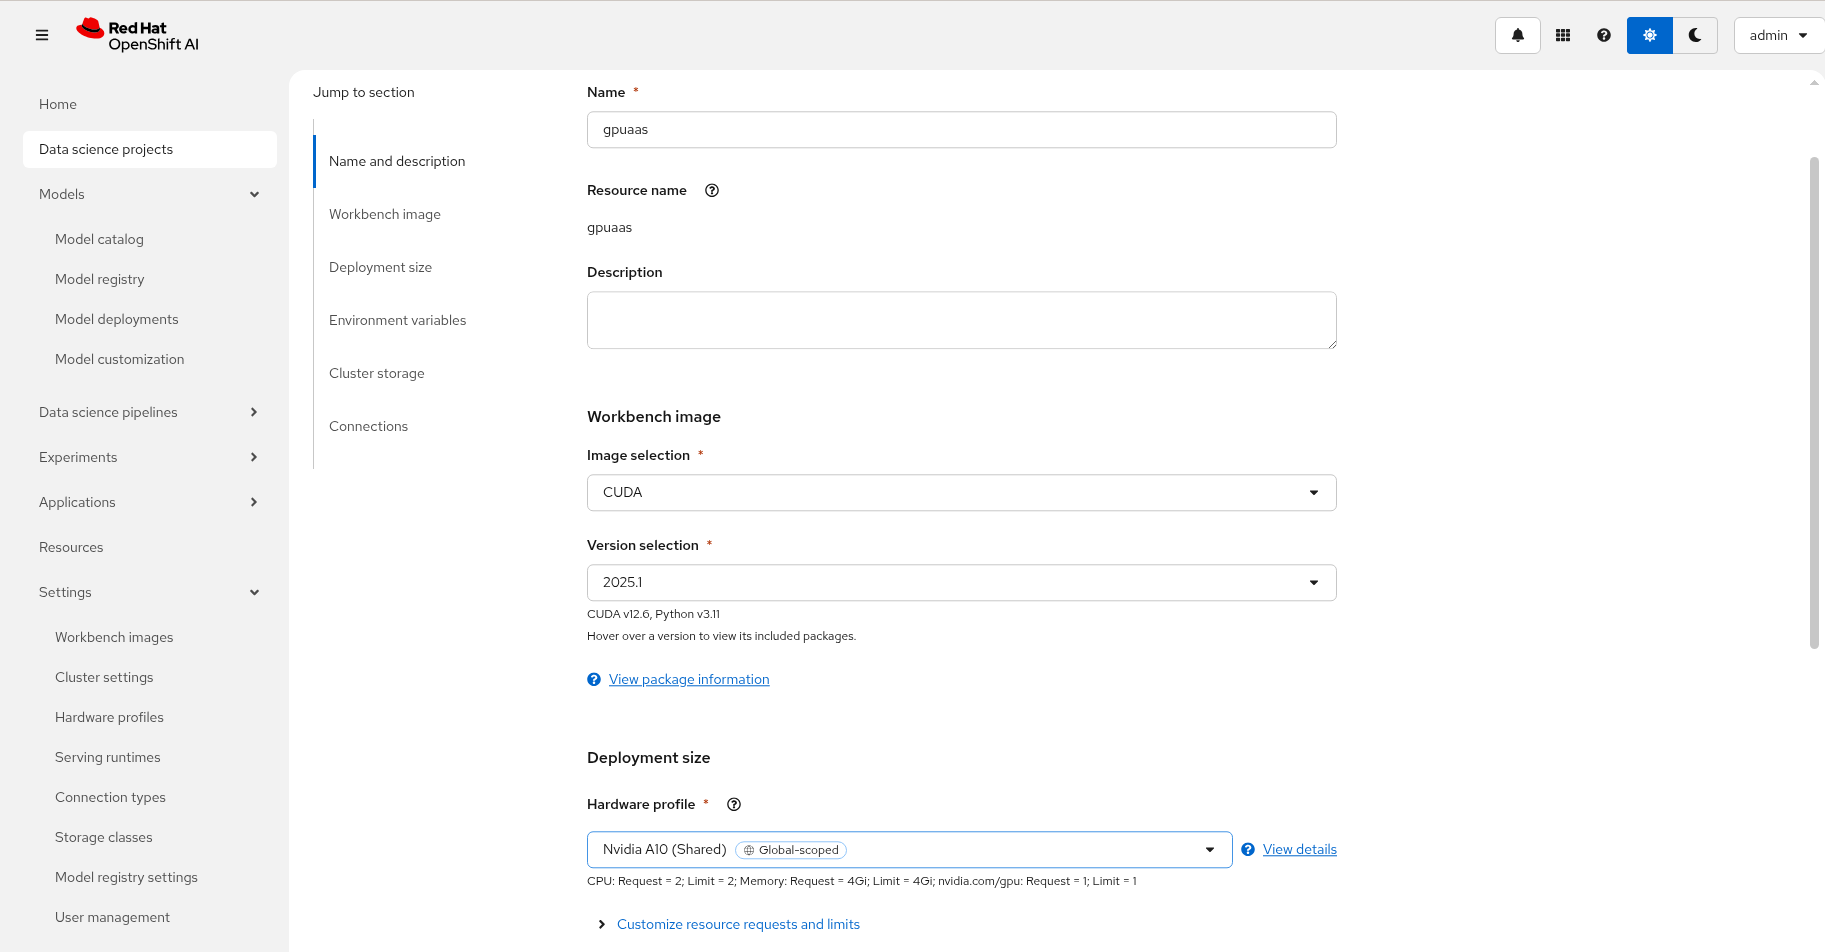 Red Hat
OpenShift AI
admin
Home
Data science projects
Models
Model catalog
Model registry
Model deployments
Model customization
Data science pipelines
Experiments
Applications
Resources
Settings
Workbench images
Cluster settings
Hardware profiles
Serving runtimes
Connection types
Storage classes
Model registry settings
User management
Jump to section
Name and description
Workbench image
Deployment size
Environment variables
Cluster storage
Connections
Name *
gpuaas
Resource name
gpuaas
Description
Workbench image
Image selection *
CUDA
Version selection *
2025.1
CUDA v12.6, Python v3.11
Hover over a version to view its included packages.
View package information
Deployment size
Hardware profile *
Nvidia A10 (Shared) Global-scoped View details
CPU: Request = 2; Limit = 2; Memory: Request = 4Gi; Limit = 4Gi; nvidia.com/gpu: Request = 1; Limit = 1
Customize resource requests and limits